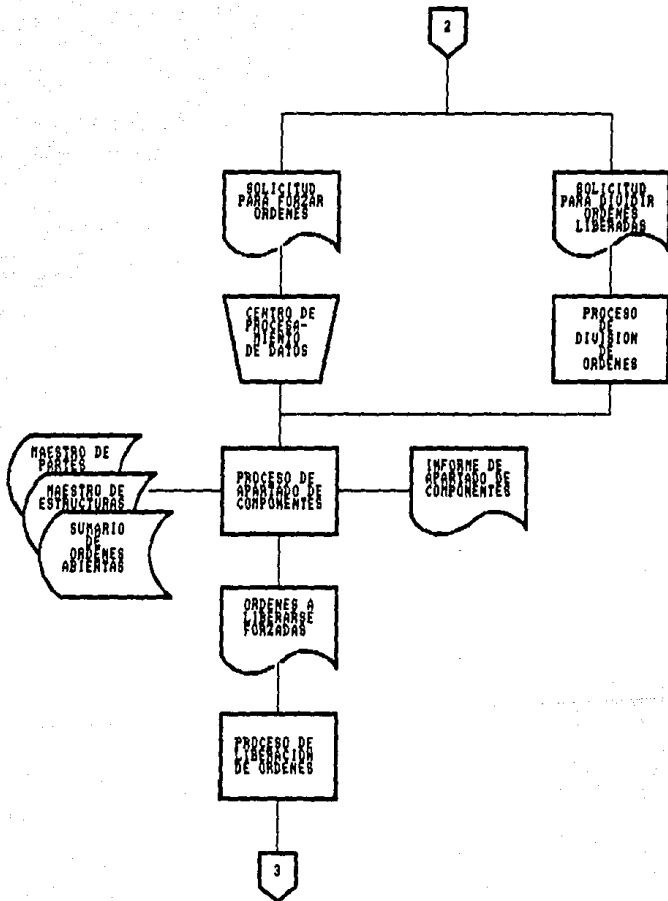 2
SOLICITUD
PARA FORZAR
ORDENES
SOLICITUD
PARA DIVIDIR
ORDENES
LIBERADAS
CENTRO DE
PROCESA-
MIENTO
DE DATOS
PROCESO
DE
DIVISION
DE
ORDENES
MAESTRO DE
PARTES
MAESTRO DE
ESTRUCTURAS
SUMARIO
DE
ORDENES
ABIERTAS
PROCESO DE
APARTADO DE
COMPONENTES
INFORME DE
APARTADO DE
COMPONENTES
ORDENES A
LIBERARSE
FORZADAS
PROCESO DE
LIBERACION
DE ORDENES
3